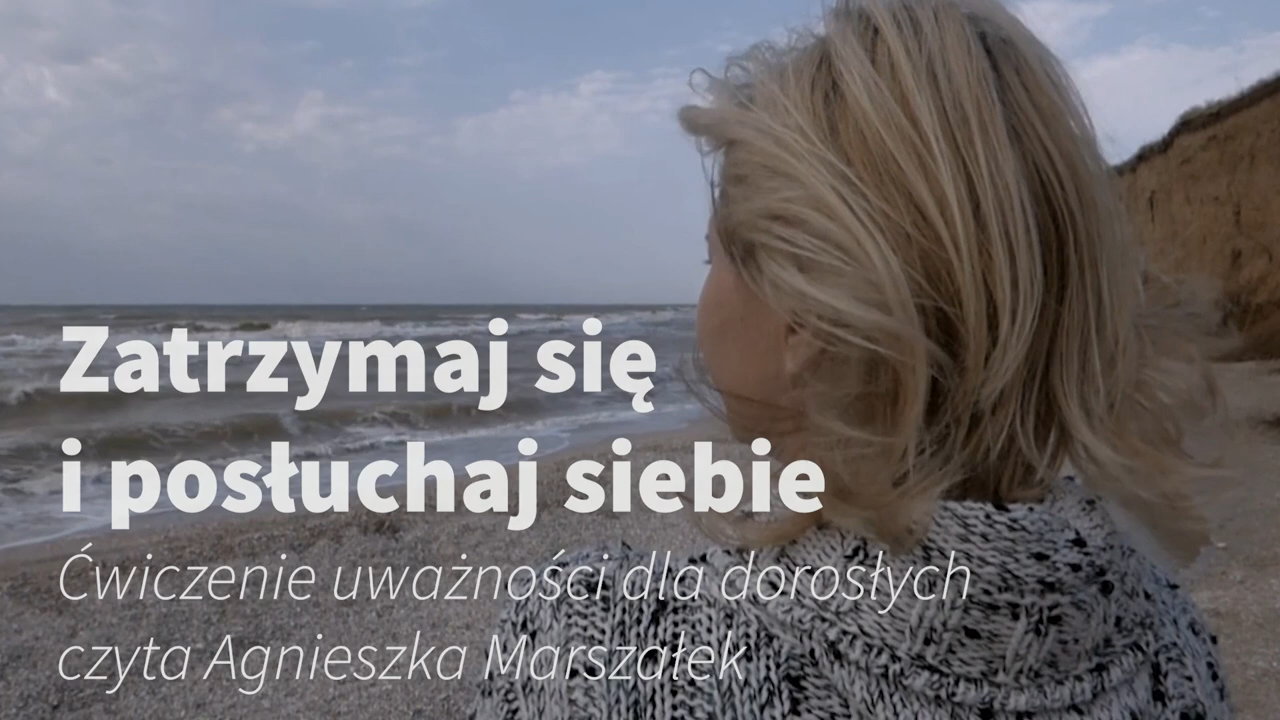 Zatrzymaj się
i posłuchaj siebie
Ćwiczenie uważności dla dorosłych
czyta Agnieszka Marszałek